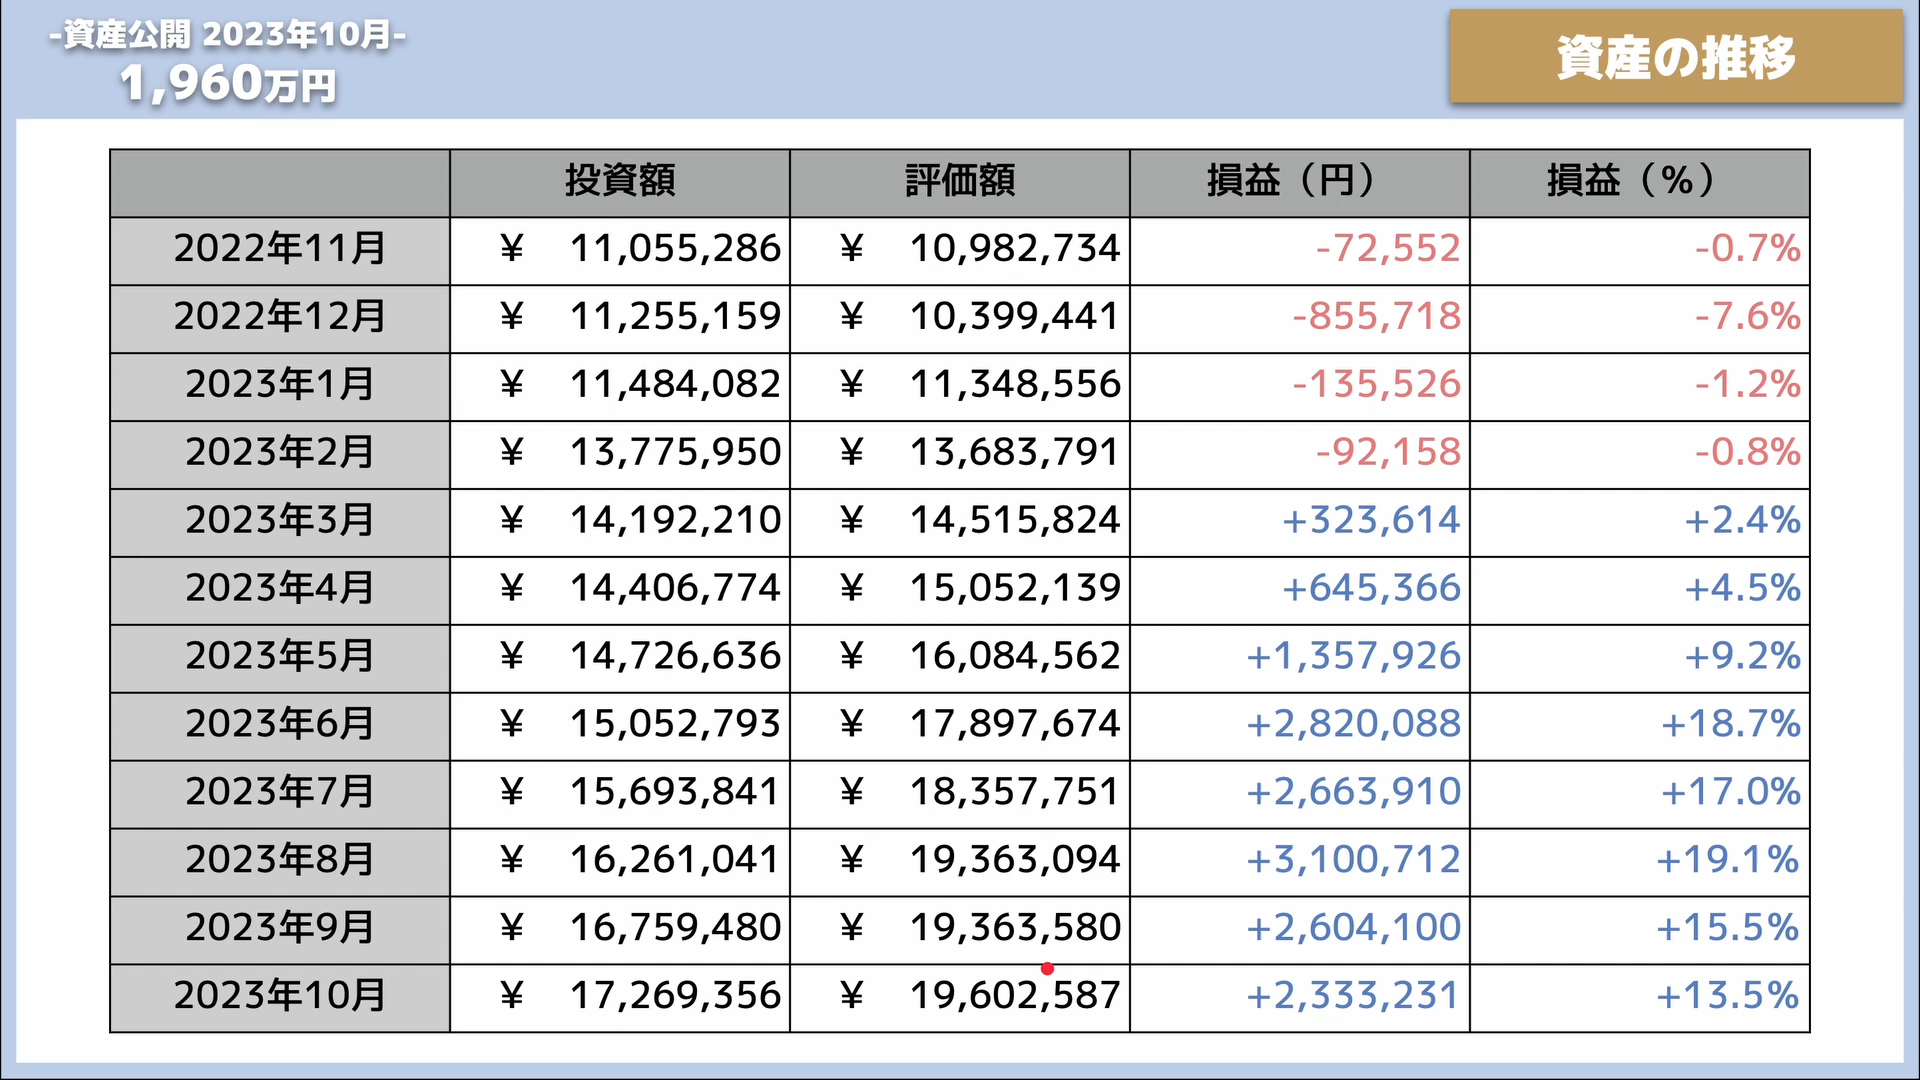 -資産公開 2023年10月-
1,960万円
資産の推移
投資額 評価額 損益（円） 損益（%）
2022年11月 ¥ 11,055,286 ¥ 10,982,734 -72,552 -0.7%
2022年12月 ¥ 11,255,159 ¥ 10,399,441 -855,718 -7.6%
2023年1月 ¥ 11,484,082 ¥ 11,348,556 -135,526 -1.2%
2023年2月 ¥ 13,775,950 ¥ 13,683,791 -92,158 -0.8%
2023年3月 ¥ 14,192,210 ¥ 14,515,824 +323,614 +2.4%
2023年4月 ¥ 14,406,774 ¥ 15,052,139 +645,366 +4.5%
2023年5月 ¥ 14,726,636 ¥ 16,084,562 +1,357,926 +9.2%
2023年6月 ¥ 15,052,793 ¥ 17,897,674 +2,820,088 +18.7%
2023年7月 ¥ 15,693,841 ¥ 18,357,751 +2,663,910 +17.0%
2023年8月 ¥ 16,261,041 ¥ 19,363,094 +3,100,712 +19.1%
2023年9月 ¥ 16,759,480 ¥ 19,363,580 +2,604,100 +15.5%
2023年10月 ¥ 17,269,356 ¥ 19,602,587 +2,333,231 +13.5%